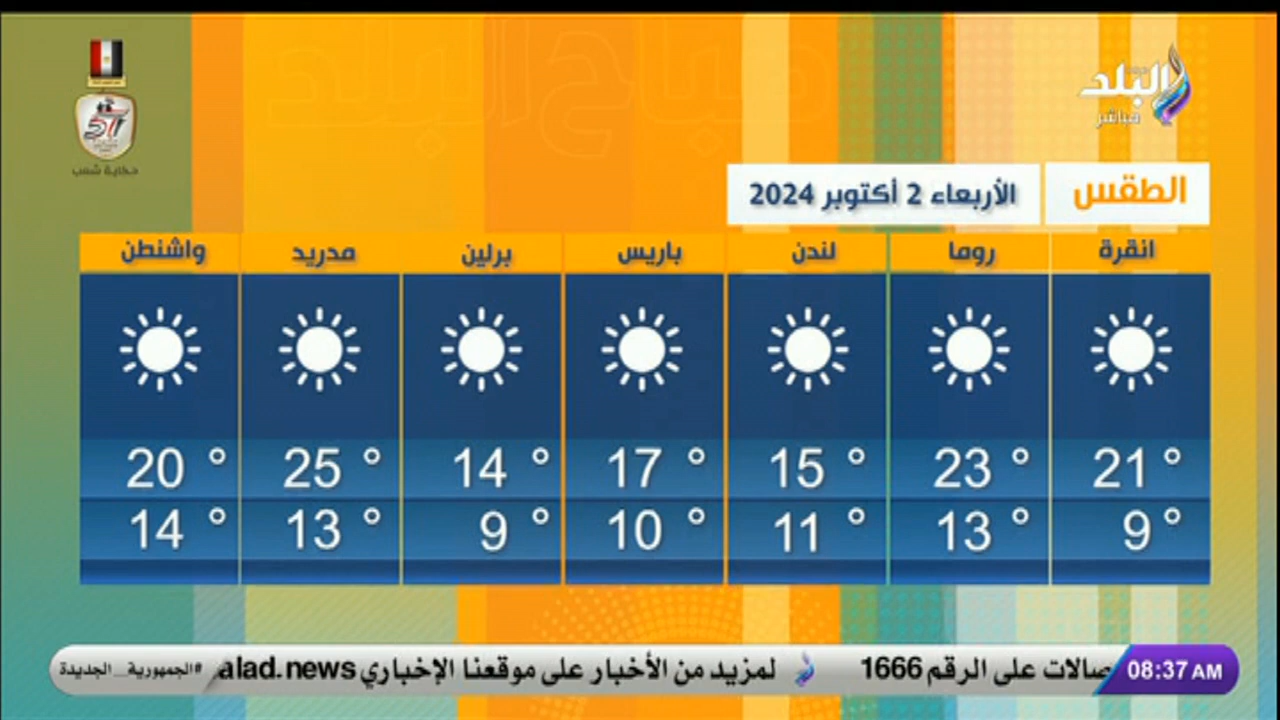 البلد
مباشر
57
حكاية شعب
الطقس
الأربعاء 2 أكتوبر 2024
انقرة روما لندن باريس برلين مدريد واشنطن
21° 23° 15° 17° 14° 25° 20°
9° 13° 11° 10° 9° 13° 14°
08:37 AM
صالات على الرقم 1666 لمزيد من الأخبار على موقعنا الإخباري alad.news
#الجمهورية_الجديدة